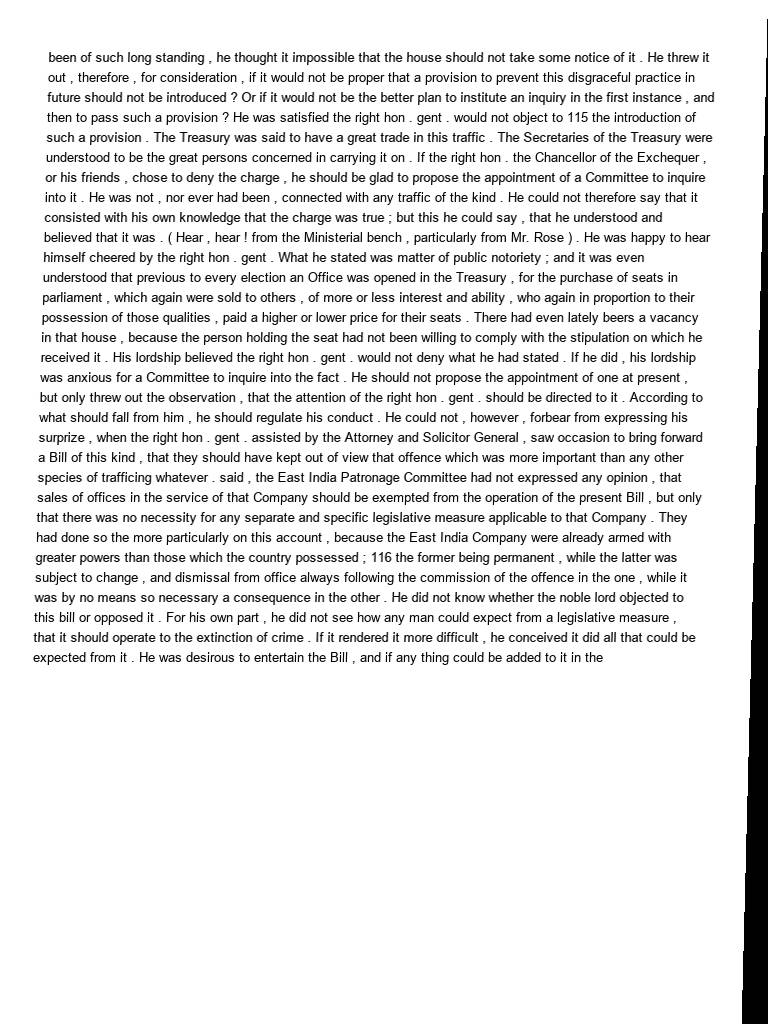 been of such long standing , he thought it impossible that the house should not take some notice of it . He threw it
out , therefore , for consideration , if it would not be proper that a provision to prevent this disgraceful practice in
future should not be introduced ? Or if it would not be the better plan to institute an inquiry in the first instance , and
then to pass such a provision ? He was satisfied the right hon . gent . would not object to 115 the introduction of
such a provision . The Treasury was said to have a great trade in this traffic . The Secretaries of the Treasury were
understood to be the great persons concerned in carrying it on . If the right hon . the Chancellor of the Exchequer ,
or his friends , chose to deny the charge , he should be glad to propose the appointment of a Committee to inquire
into it . He was not , nor ever had been , connected with any traffic of the kind . He could not therefore say that it
consisted with his own knowledge that the charge was true ; but this he could say , that he understood and
believed that it was . ( Hear , hear ! from the Ministerial bench , particularly from Mr. Rose ) . He was happy to hear
himself cheered by the right hon . gent . What he stated was matter of public notoriety ; and it was even
understood that previous to every election an Office was opened in the Treasury , for the purchase of seats in
parliament , which again were sold to others , of more or less interest and ability , who again in proportion to their
possession of those qualities , paid a higher or lower price for their seats . There had even lately beers a vacancy
in that house , because the person holding the seat had not been willing to comply with the stipulation on which he
received it . His lordship believed the right hon . gent . would not deny what he had stated . If he did , his lordship
was anxious for a Committee to inquire into the fact . He should not propose the appointment of one at present ,
but only threw out the observation , that the attention of the right hon . gent . should be directed to it . According to
what should fall from him , he should regulate his conduct . He could not , however , forbear from expressing his
surprize , when the right hon . gent . assisted by the Attorney and Solicitor General , saw occasion to bring forward
a Bill of this kind , that they should have kept out of view that offence which was more important than any other
species of trafficing whatever . said , the East India Patronage Committee had not expressed any opinion , that
sales of offices in the service of that Company should be exempted from the operation of the present Bill , but only
that there was no necessity for any separate and specific legislative measure applicable to that Company . They
had done so the more particularly on this account , because the East India Company were already armed with
greater powers than those which the country possessed ; 116 the former being permanent , while the latter was
subject to change , and dismissal from office always following the commission of the offence in the one , while it
was by no means so necessary a consequence in the other . He did not know whether the noble lord objected to
this bill or opposed it . For his own part , he did not see how any man could expect from a legislative measure ,
that it should operate to the extinction of crime . If it rendered it more difficult , he conceived it did all that could be
expected from it . He was desirous to entertain the Bill , and if any thing could be added to it in the